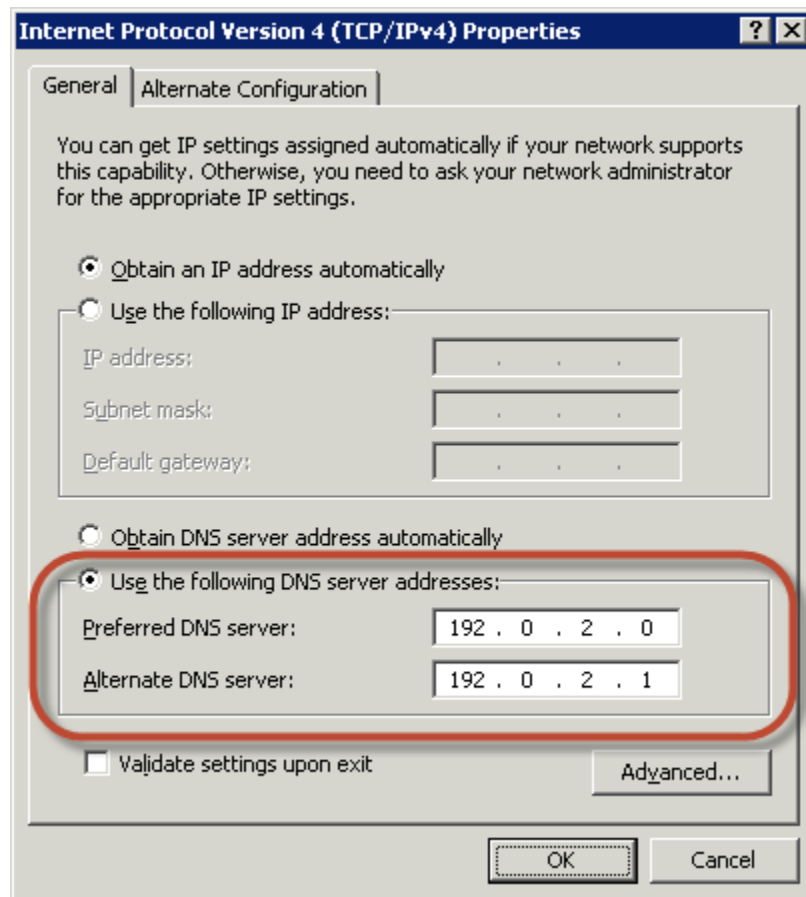 Internet Protocol Version 4 (TCP/IPv4) Properties
General
Alternate Configuration
You can get IP settings assigned automatically if your network supports
this capability. Otherwise, you need to ask your network administrator
for the appropriate IP settings.
Obtain an IP address automatically
Use the following IP address:
IP address:
Subnet mask:
Default gateway:
Obtain DNS server address automatically
Use the following DNS server addresses:
Preferred DNS server: 192 . 0 . 2 . 0
Alternate DNS server: 192 . 0 . 2 . 1
Validate settings upon exit
Advanced...
OK Cancel